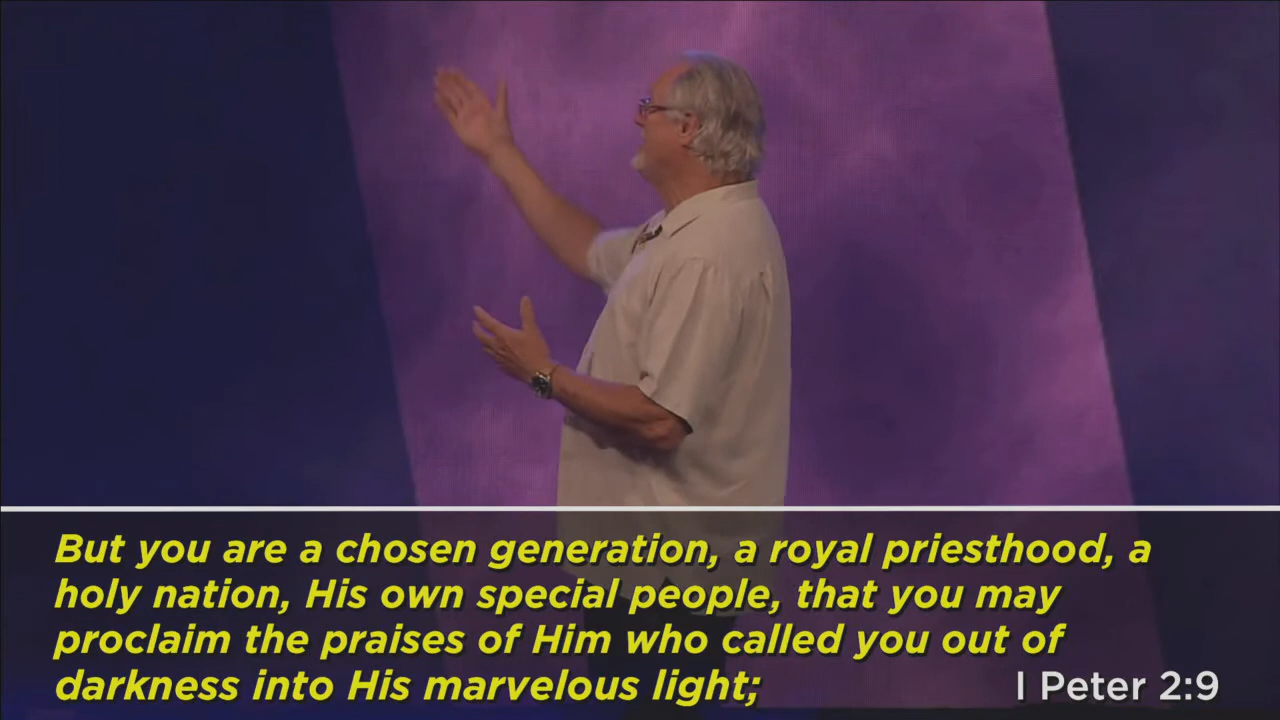 But you are a chosen generation, a royal priesthood, a
holy nation, His own special people, that you may
proclaim the praises of Him who called you out of
darkness into His marvelous light;
I Peter 2:9